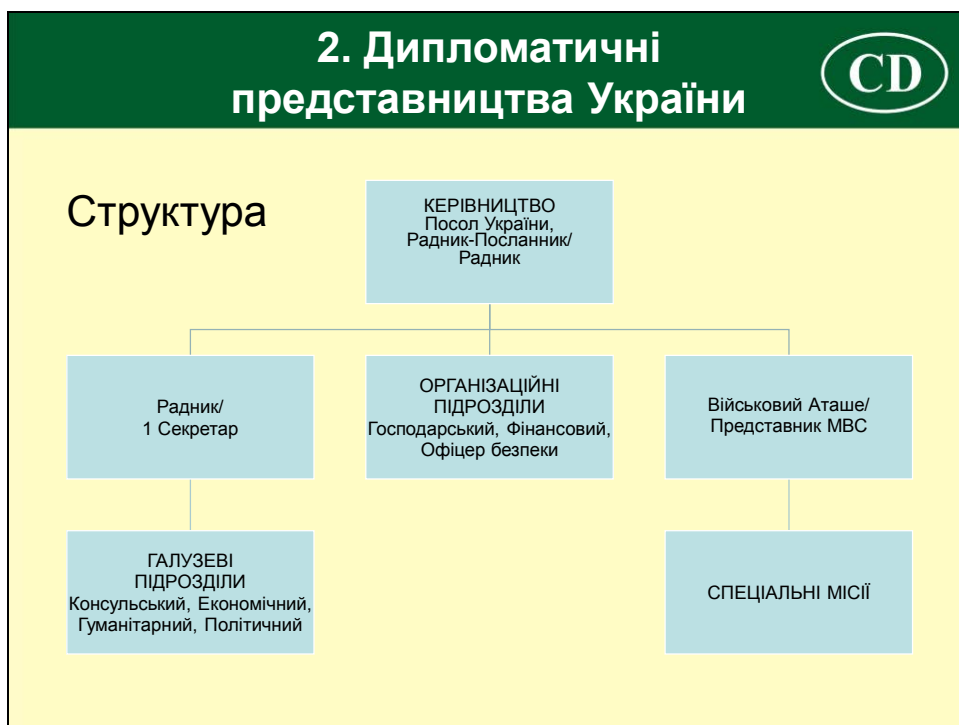 2. Дипломатичні
представництва України
CD
Структура
КЕРІВНИЦТВО
Посол України,
Радник-Посланник/
Радник
Радник/
1 Секретар
ОРГАНІЗАЦІЙНІ
ПІДРОЗДІЛИ
Господарський, Фінансовий,
Офіцер безпеки
Військовий Аташе/
Представник МВС
ГАЛУЗЕВІ
ПІДРОЗДІЛИ
Консульський, Економічний,
Гуманітарний, Політичний
СПЕЦІАЛЬНІ МІСІЇ